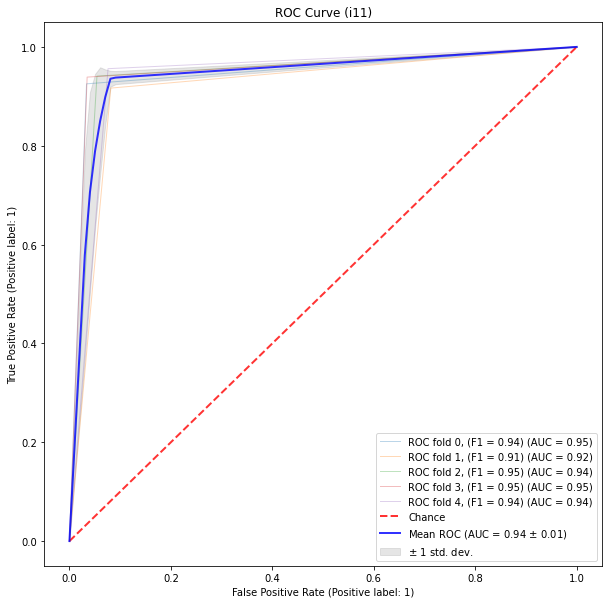 ROC Curve (i11)
True Positive Rate (Positive label: 1)
1.0
0.8
0.6
0.4
0.2
0.0
ROC fold 0, (F1 = 0.94) (AUC = 0.95)
ROC fold 1, (F1 = 0.91) (AUC = 0.92)
ROC fold 2, (F1 = 0.95) (AUC = 0.94)
ROC fold 3, (F1 = 0.95) (AUC = 0.95)
ROC fold 4, (F1 = 0.94) (AUC = 0.94)
Chance
Mean ROC (AUC = 0.94 ± 0.01)
± 1 std. dev.
0.0 0.2 0.4 0.6 0.8 1.0
False Positive Rate (Positive label: 1)